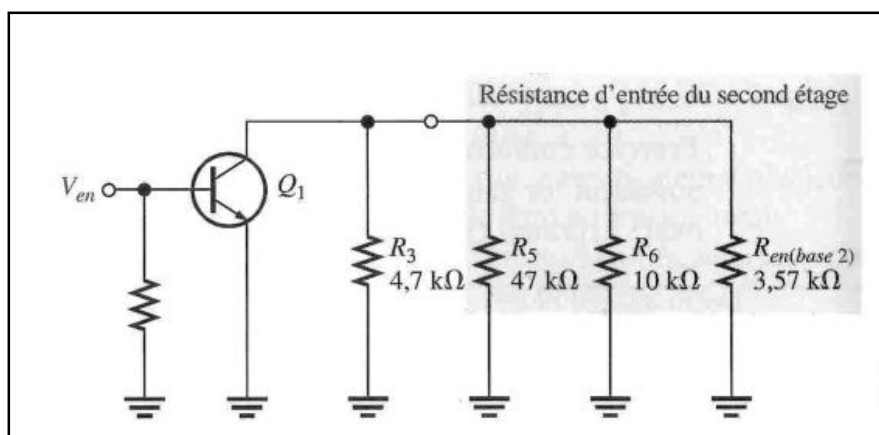 Résistance d'entrée du second étage
V_en
Q_1
R_3
4,7 kΩ
R_5
47 kΩ
R_6
10 kΩ
R_en(base 2)
3,57 kΩ